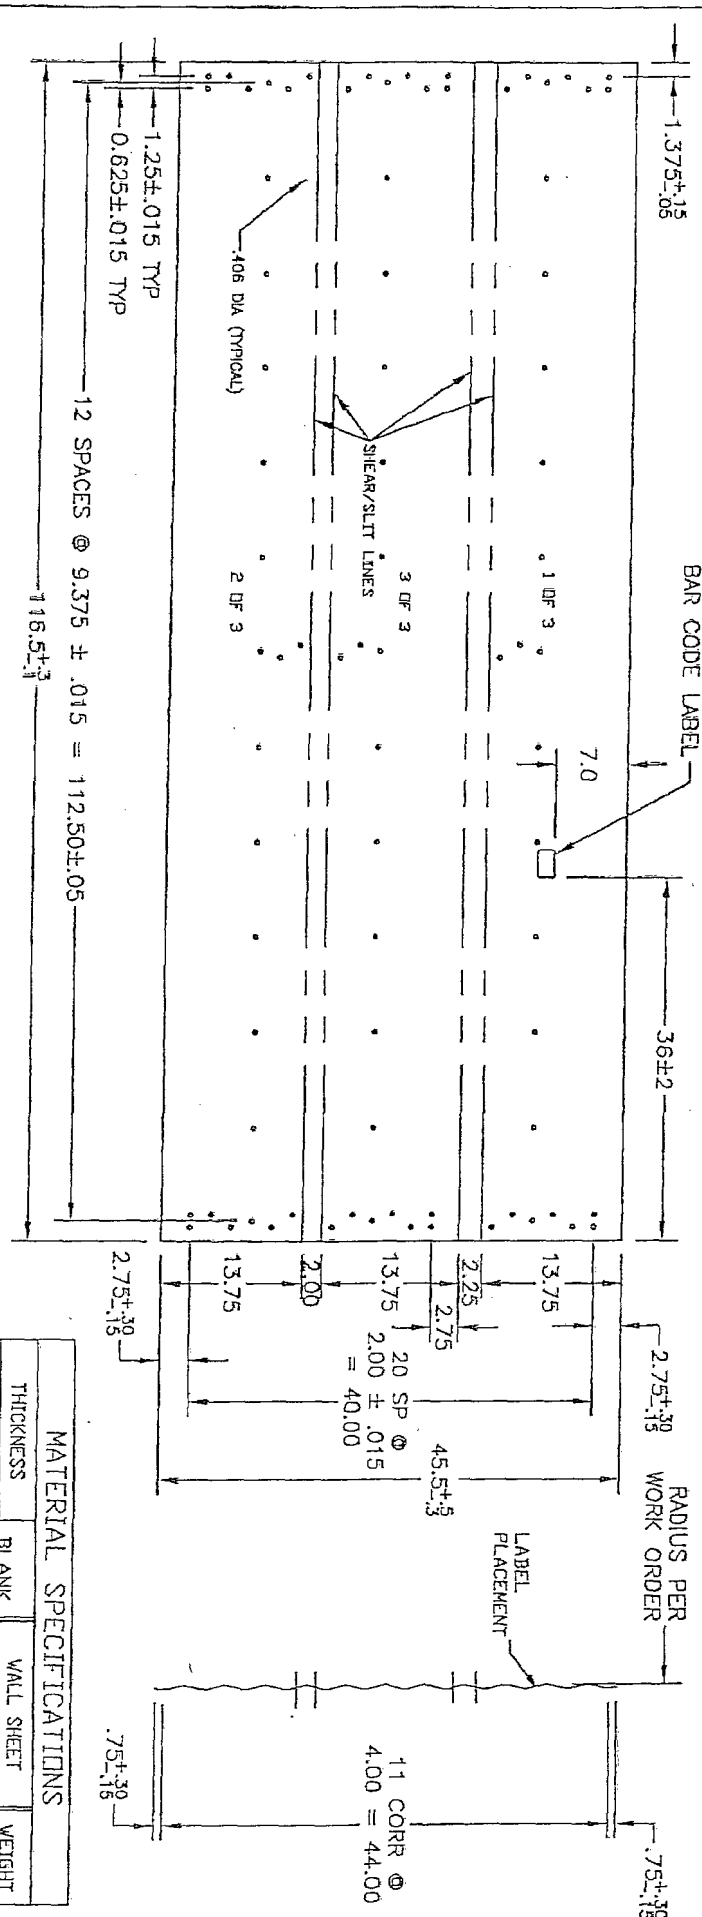 BAR CODE LABEL
1.375+.15
-.05
7.0
36±2
1 OF 3
3 OF 3
2 OF 3
SHEAR/SLIT LINES
.406 DIA (TYPICAL)
1.25±.015 TYP
0.625±.015 TYP
12 SPACES @ 9.375 ± .015 = 112.50±.05
116.5+.3
-.1
2.75+.30
-.15
13.75
2.25
2.75
13.75
2.00
13.75
2.75+.30
-.15
20 SP @
2.00 ± .015
= 40.00
45.5+.5
-.3
RADIUS PER
WORK ORDER
LABEL
PLACEMENT
.75+.30
-.15
11 CORR @
4.00 = 44.00
.75+.30
-.15
MATERIAL SPECIFICATIONS
THICKNESS
BLANK
WALL SHEET
WEIGHT